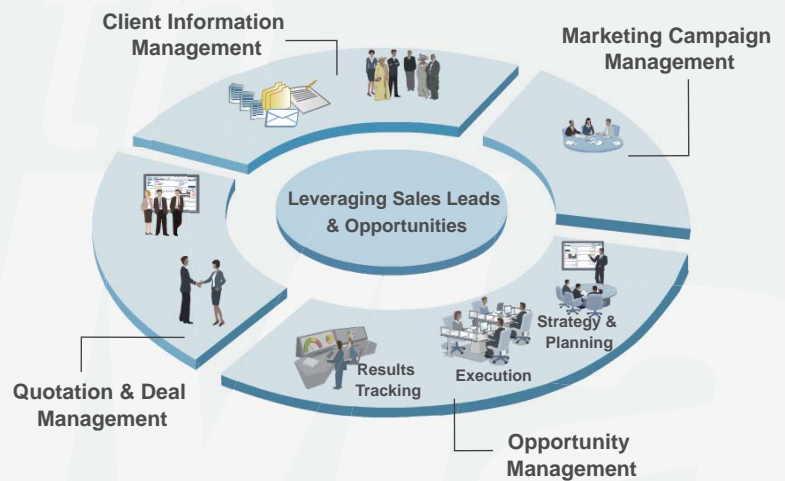 Client Information
Management
Marketing Campaign
Management
Leveraging Sales Leads
& Opportunities
Strategy &
Planning
Execution
Results
Tracking
Quotation & Deal
Management
Opportunity
Management